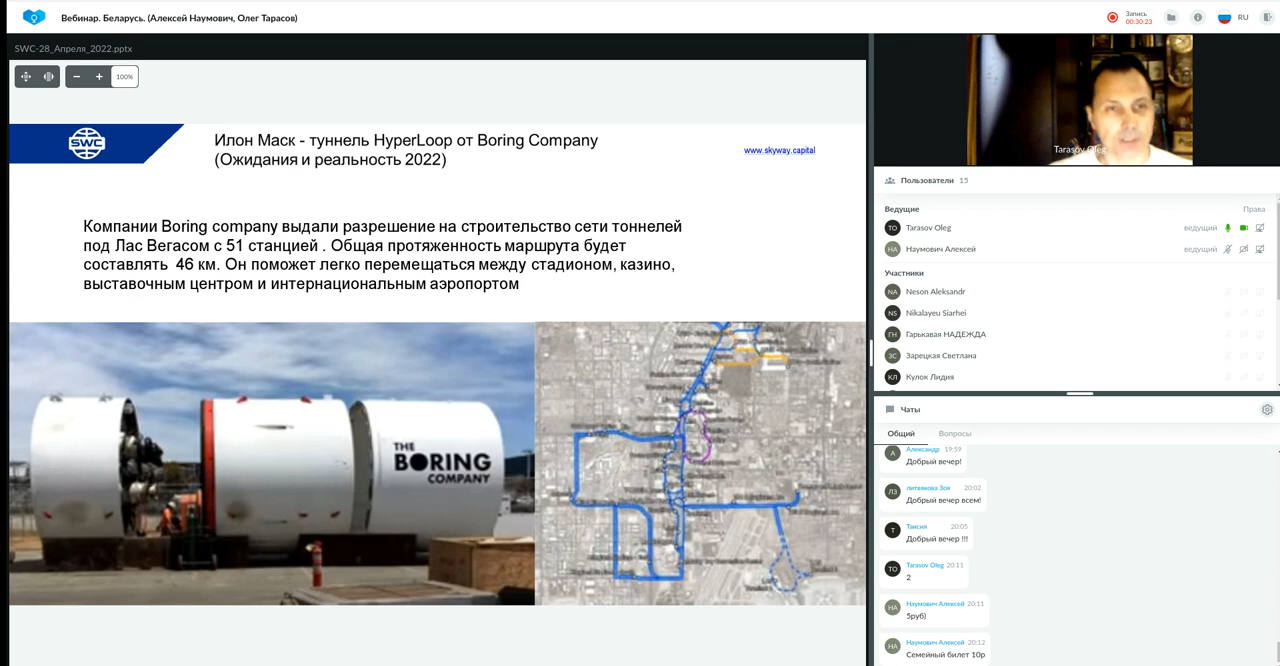 Вебинар. Беларусь. (Алексей Наумович, Олег Тарасов)
Запись
00:30:23
RU
SWC-28_Апреля_2022.pptx
100%
SWC
Илон Маск - туннель HyperLoop от Boring Company
(Ожидания и реальность 2022)
www.skyway.capital
Компании Boring company выдали разрешение на строительство сети тоннелей
под Лас Вегасом с 51 станцией . Общая протяженность маршрута будет
составлять 46 км. Он поможет легко перемещаться между стадионом, казино,
выставочным центром и интернациональным аэропортом
THE
BORING
COMPANY
Tarasov Oleg
Пользователи 15
Ведущие Права
TO Tarasov Oleg ведущий
НА Наумович Алексей ведущий
Участники
NA Neson Aleksandr
NS Nikalayeu Siarhei
ГН Горькавая НАДЕЖДА
ЗС Зарецкая Светлана
КЛ Кулок Лидия
Чаты
Общий Вопросы
А Александр 19:59
Добрый вечер!
ЛЗ литвякова Зоя 20:02
Добрый вечер всем!
Т Таисия 20:05
Добрый вечер !!!
TO Tarasov Oleg 20:11
2
НА Наумович Алексей 20:11
5руб)
НА Наумович Алексей 20:12
Семейный билет 10р